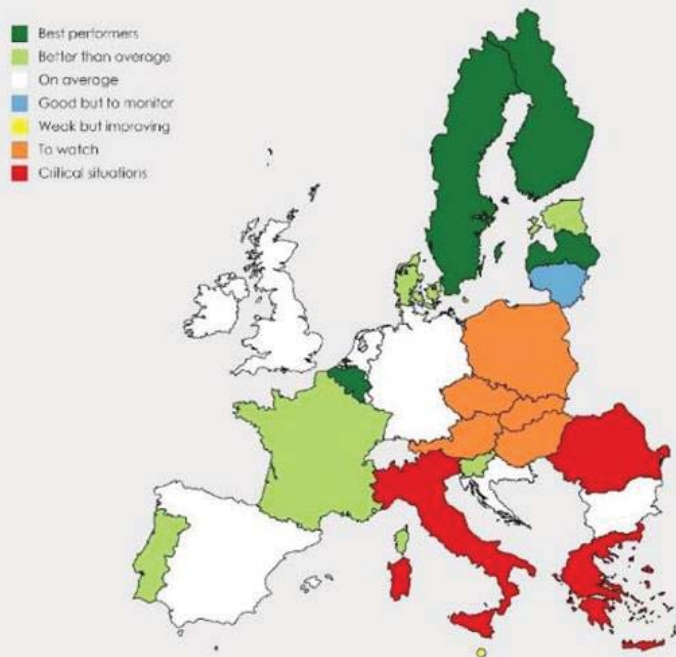 Best performers
Better than average
On average
Good but to monitor
Weak but improving
To watch
Critical situations